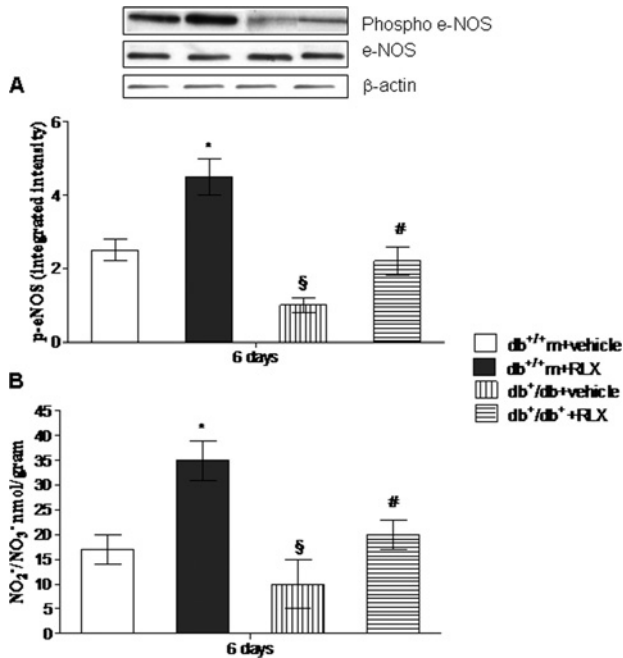 Phospho e-NOS
e-NOS
β-actin
A
p-eNOS (Integrated intensity)
6
4
2
0
*
§
#
6 days
db+/+m+vehicle
db+/+m+RLX
db+/db+vehicle
db+/db+ +RLX
B
NO2-/NO3- nmol/gram
45
40
35
30
25
20
15
10
5
0
*
§
#
6 days